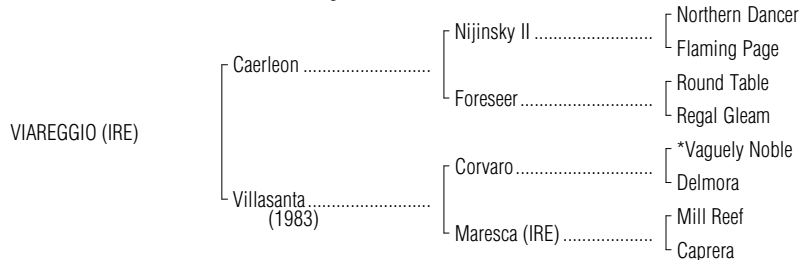 Northern Dancer
Nijinsky II ..........................
Flaming Page
Caerleon ............................
Round Table
Foreseer .............................
Regal Gleam
VIAREGGIO (IRE)
*Vaguely Noble
Corvaro ..............................
Delmora
Villasanta ...........................
(1983)
Mill Reef
Maresca (IRE) ....................
Caprera